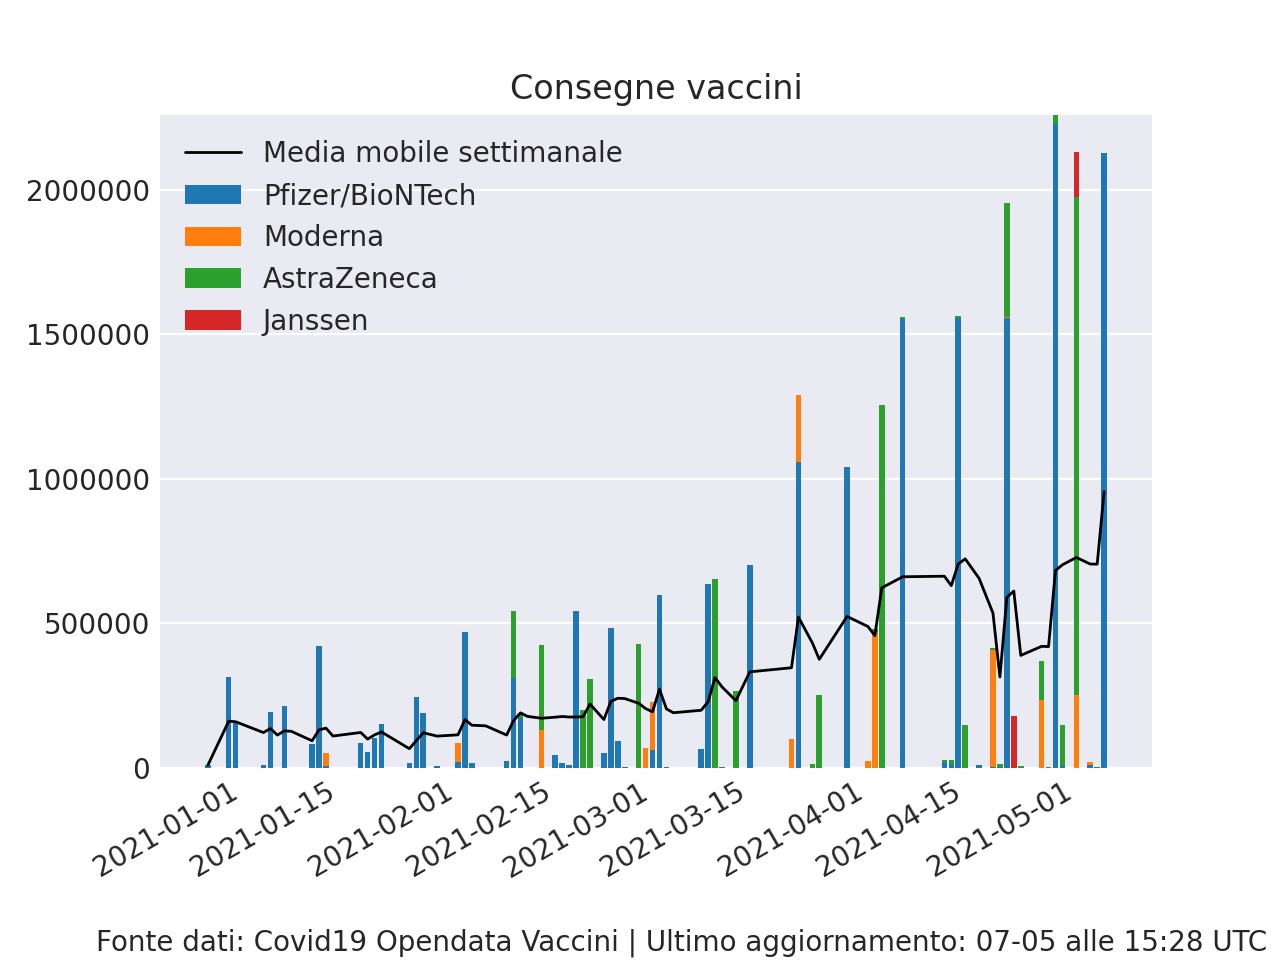 Consegne vaccini
Media mobile settimanale
Pfizer/BioNTech
Moderna
AstraZeneca
Janssen
2000000
1500000
1000000
500000
0
2021-01-01
2021-01-15
2021-02-01
2021-02-15
2021-03-01
2021-03-15
2021-04-01
2021-04-15
2021-05-01
Fonte dati: Covid19 Opendata Vaccini | Ultimo aggiornamento: 07-05 alle 15:28 UTC